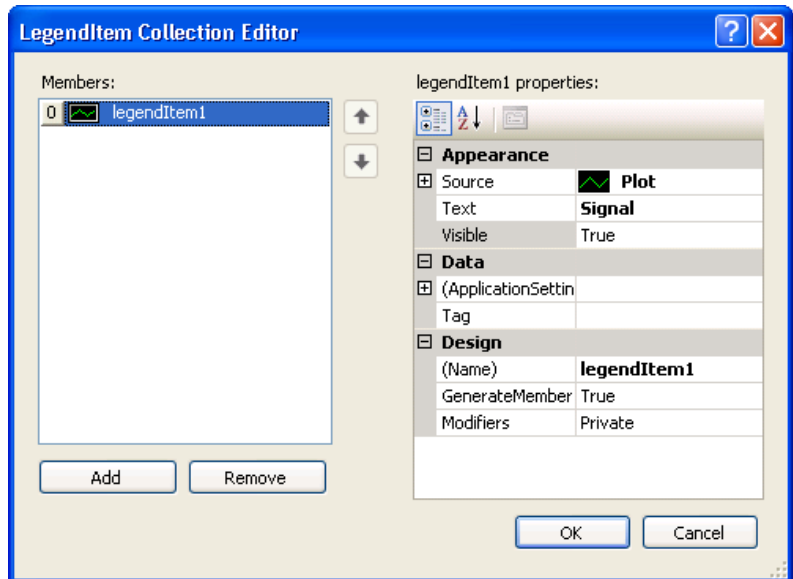 LegendItem Collection Editor
Members:
0 legendItem1
Add Remove
legendItem1 properties:
Appearance
Source Plot
Text Signal
Visible True
Data
(ApplicationSettin
Tag
Design
(Name) legendItem1
GenerateMember True
Modifiers Private
OK Cancel